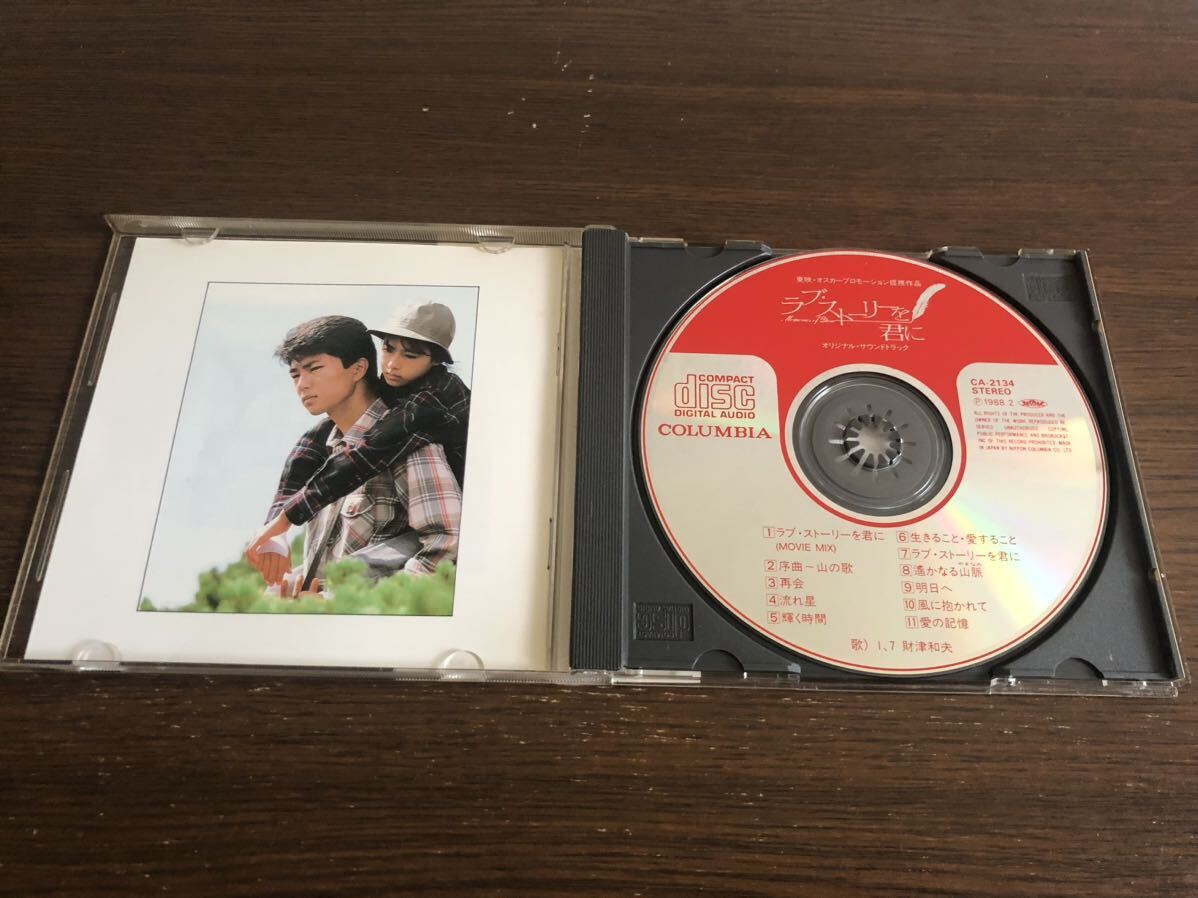 東映・オスカープロモーション提携作品
ラブ・ストーリーを
君に
オリジナル・サウンドトラック
COMPACT
disc
DIGITAL AUDIO
COLUMBIA
CA-2134
STEREO
Ⓟ1988. 2
ALL RIGHTS OF THE PRODUCER AND THE
OWNER OF THE WORK REPRODUCED RE-
SERVED UNAUTHORIZED COPYING,
PUBLIC PERFORMANCE AND BROADCAST-
ING OF THIS RECORD PROHIBITED. MADE
IN JAPAN BY NIPPON COLUMBIA CO. LTD.
1 ラブ・ストーリーを君に
(MOVIE MIX)
2 序曲〜山の歌
3 再会
4 流れ星
5 輝く時間
6 生きること・愛すること
7 ラブ・ストーリーを君に
8 遙かなる山脈
9 明日へ
10 風に抱かれて
11 愛の記憶
歌) 1、7 財津和夫